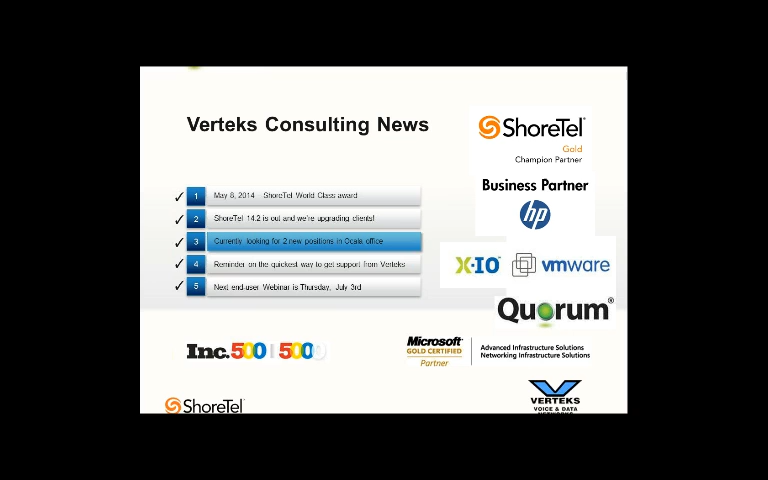 Verteks Consulting News
ShoreTel
Gold
Champion Partner
Business Partner
hp
1 May 8, 2014 – ShoreTel World Class award
2 ShoreTel 14.2 is out and we're upgrading clients!
3 Currently looking for 2 new positions in Ocala office
4 Reminder on the quickest way to get support from Verteks
5 Next end-user Webinar is Thursday, July 3rd
X-IO vmware
Quorum®
Inc. 500 | 5000
Microsoft
GOLD CERTIFIED
Partner
Advanced Infrastructure Solutions
Networking Infrastructure Solutions
ShoreTel
VERTEKS
VOICE & DATA
NETWORKS